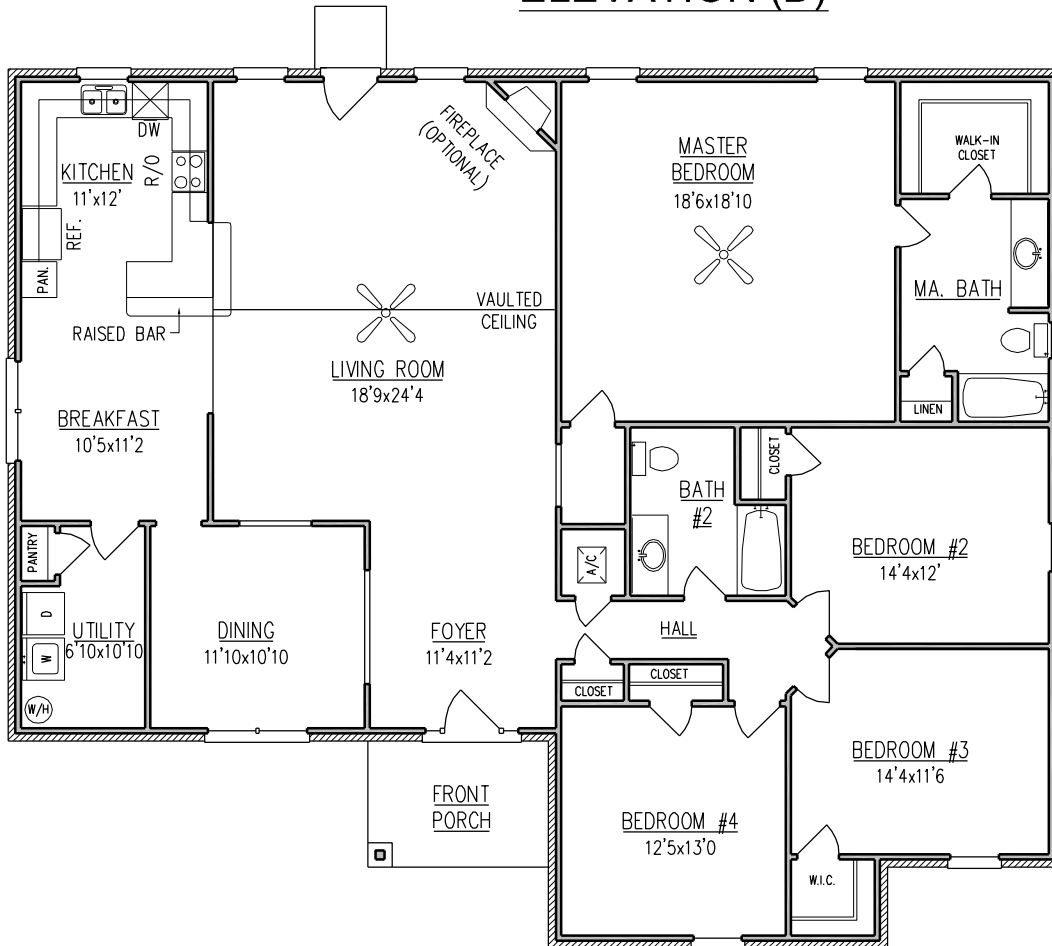 ELEVATION (B)
KITCHEN
11'x12'
DW
R/O
REF.
PAN.
RAISED BAR
BREAKFAST
10'5x11'2
FIREPLACE
(OPTIONAL)
VAULTED
CEILING
LIVING ROOM
18'9x24'4
MASTER
BEDROOM
18'6x18'10
WALK-IN
CLOSET
MA. BATH
LINEN
PANTRY
D
W
W/H
UTILITY
6'10x10'10
DINING
11'10x10'10
FOYER
11'4x11'2
A/C
BATH
#2
CLOSET
HALL
CLOSET
CLOSET
BEDROOM #2
14'4x12'
BEDROOM #3
14'4x11'6
BEDROOM #4
12'5x13'0
W.I.C.
FRONT
PORCH